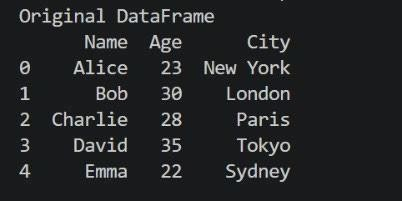 Original DataFrame
Name Age City
0 Alice 23 New York
1 Bob 30 London
2 Charlie 28 Paris
3 David 35 Tokyo
4 Emma 22 Sydney